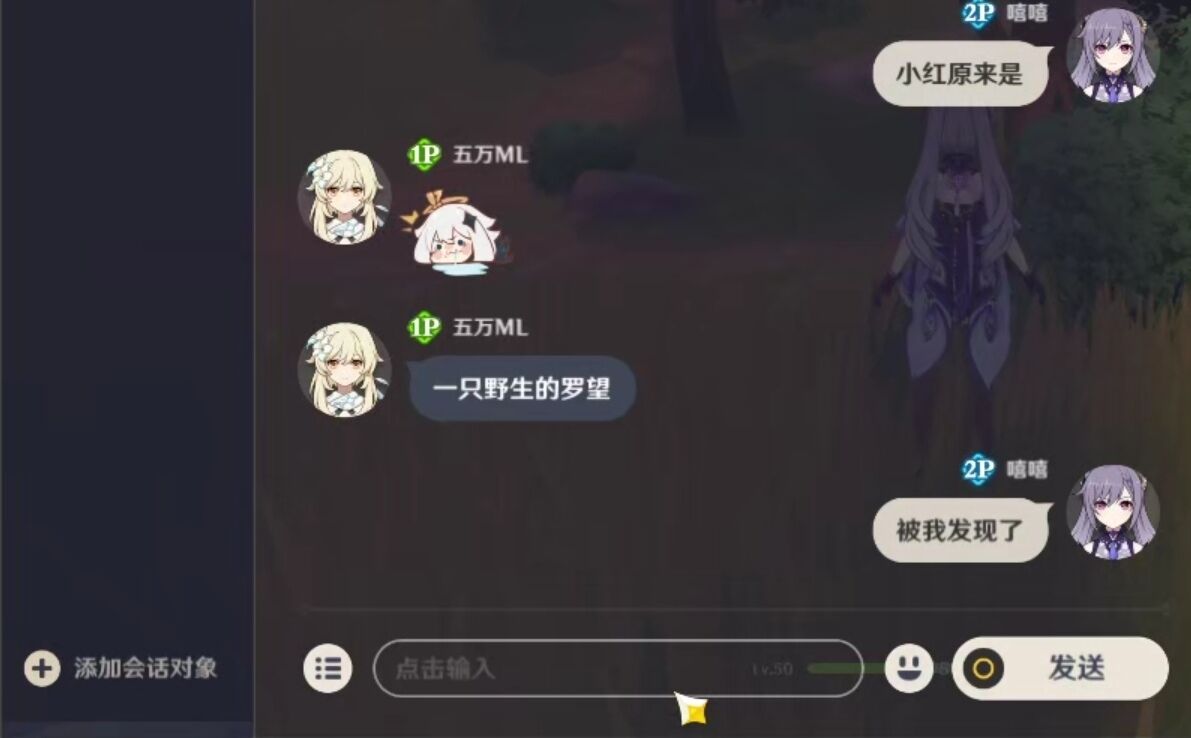 2P 嘻嘻
小红原来是
1P 五万ML
1P 五万ML
一只野生的罗望
2P 嘻嘻
被我发现了
添加会话对象
点击输入
Lv.50
发送